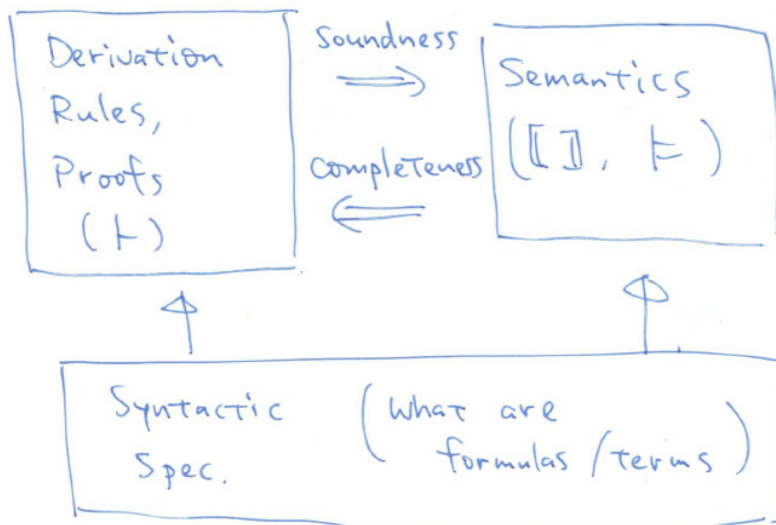 Derivation
Rules,
Proofs
(⊢)
Soundness
⇒
Completeness
⇐
Semantics
(⟦ ⟧, ⊨)
Syntactic
Spec.
(What are
formulas/terms)